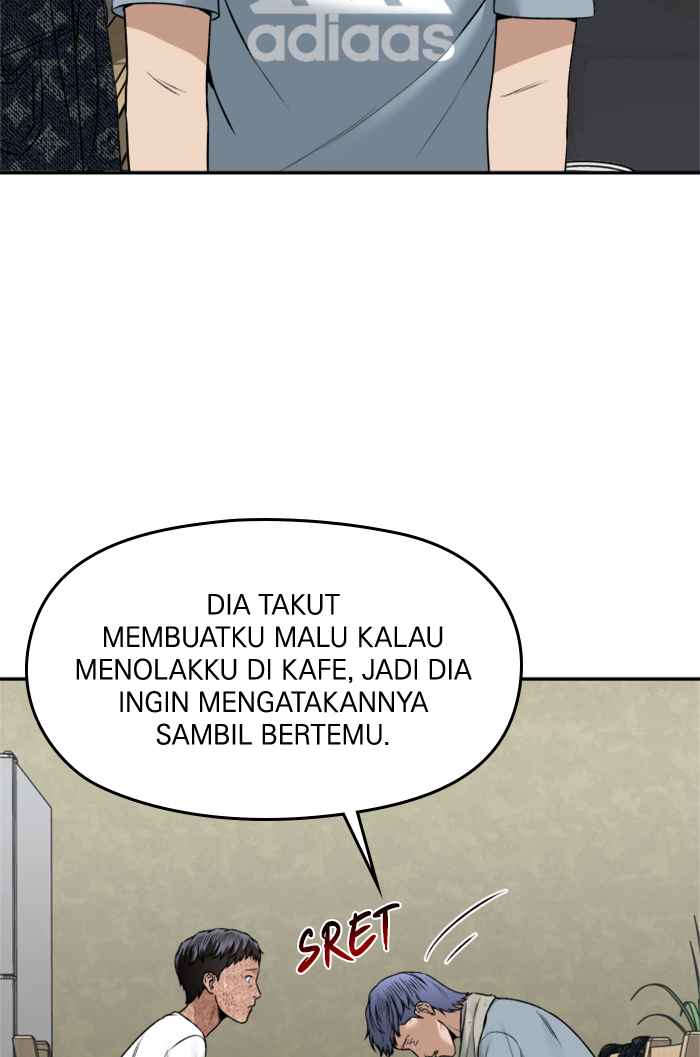 adiaas
DIA TAKUT
MEMBUATKU MALU KALAU
MENOLAKKU DI KAFE, JADI DIA
INGIN MENGATAKANNYA
SAMBIL BERTEMU.
SRET